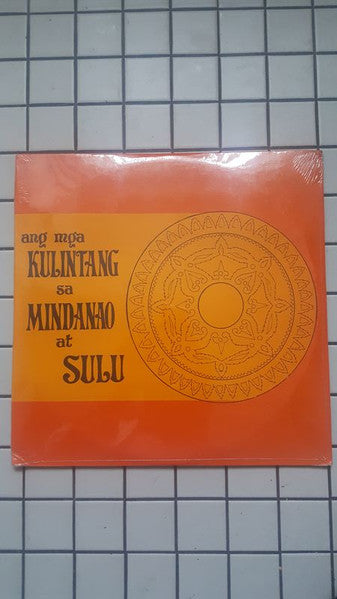 ang mga
KULINTANG
sa
MINDANAO
at
SULU